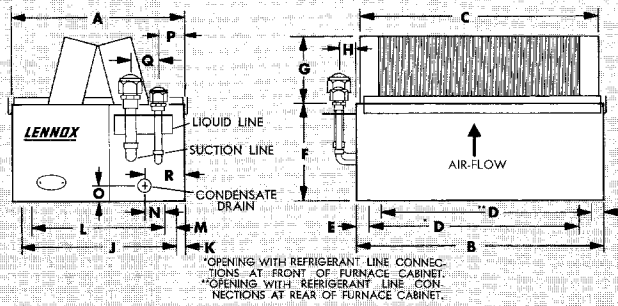 A
P
Q
C
H
G
LENNOX
LIQUID LINE
SUCTION LINE
F
AIR-FLOW
R
O
CONDENSATE
DRAIN
N
**D
L
M
E
*D
J
K
B
*OPENING WITH REFRIGERANT LINE CONNEC-
TIONS AT FRONT OF FURNACE CABINET.
**OPENING WITH REFRIGERANT LINE CON-
NECTIONS AT REAR OF FURNACE CABINET.